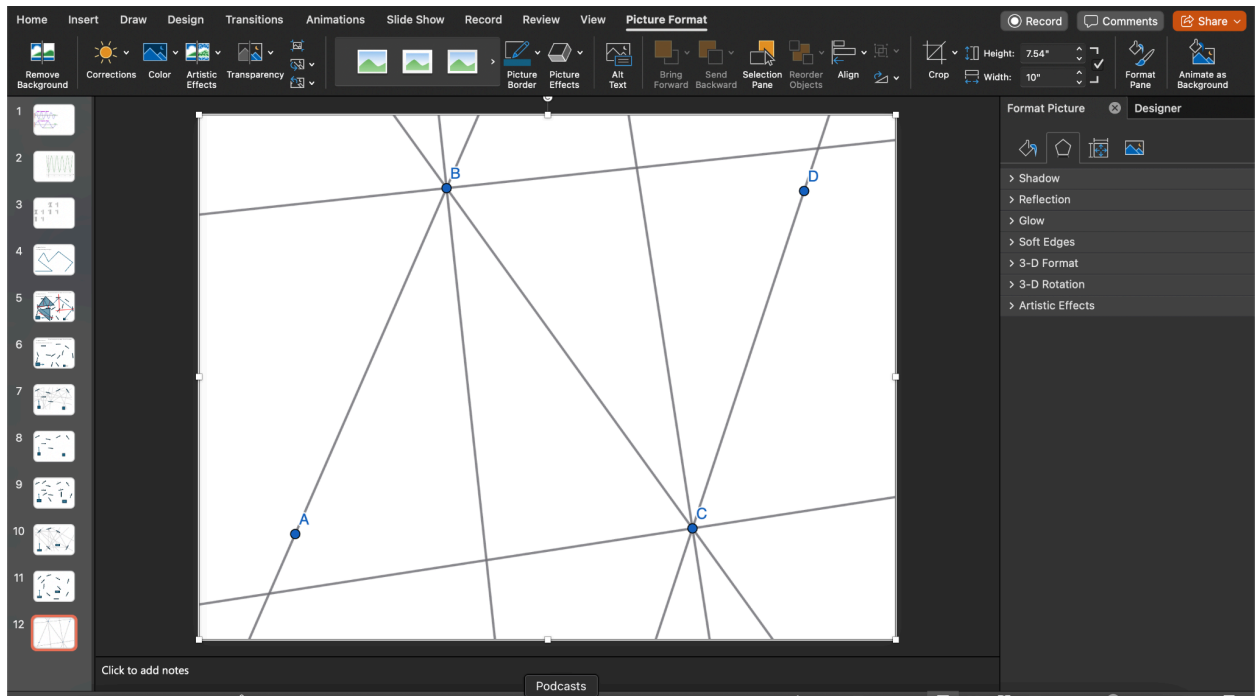 Home Insert Draw Design Transitions Animations Slide Show Record Review View Picture Format Record Comments Share
Remove Background
Corrections
Color
Artistic Effects
Transparency
Picture Border
Picture Effects
Alt Text
Bring Forward
Send Backward
Selection Pane
Reorder Objects
Align
Crop
Height: 7.54"
Width: 10"
Format Pane
Animate as Background
Format Picture Designer
Shadow
Reflection
Glow
Soft Edges
3-D Format
3-D Rotation
Artistic Effects
1
2
3
4
5
6
7
8
9
10
11
12
B
D
A
C
Click to add notes
Podcasts